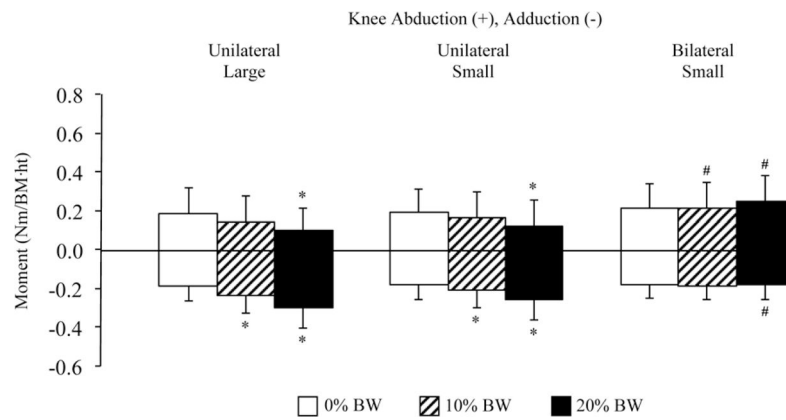 Knee Abduction (+), Adduction (-)
Unilateral
Large
Unilateral
Small
Bilateral
Small
Moment (Nm/BM·ht)
0.8
0.6
0.4
0.2
0.0
-0.2
-0.4
-0.6
*
*
*
*
*
*
#
#
#
0% BW
10% BW
20% BW